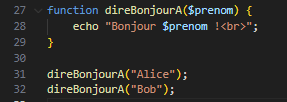 27 function direBonjourA($prenom) {
28 echo "Bonjour $prenom !<br>";
29 }
30
31 direBonjourA("Alice");
32 direBonjourA("Bob");